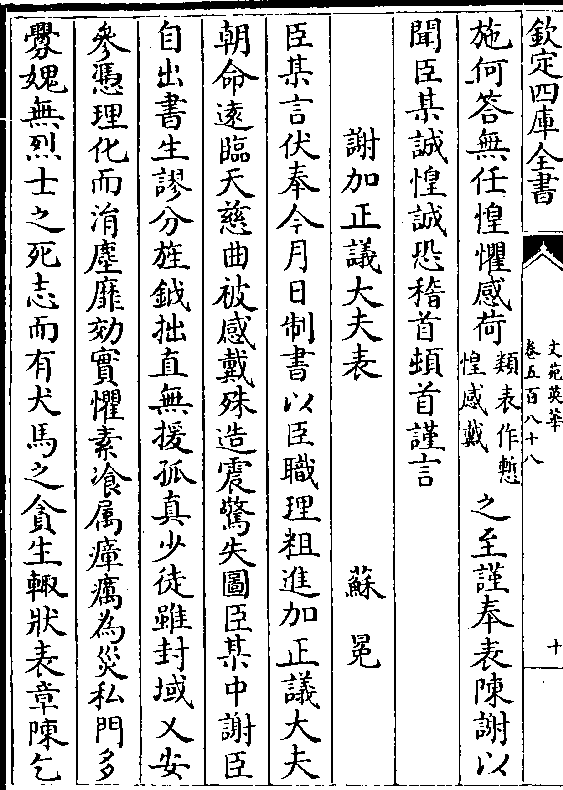 欽定四庫全書
文苑英華
卷五百八十八
十
施何答無任惶懼感荷類表作慙惶感戴之至謹奉表陳謝以
聞臣某誠惶誠恐稽首頓首謹言
謝加正議大夫表 蘇冕
臣某言伏奉今月日制書以臣職理粗進加正議大夫
朝命遠臨天慈曲被感戴殊造震驚失圖臣某中謝臣
自出書生謬分旌鉞拙直無援孤真少徒雖封域乂安
參憑理化而消塵靡効實懼素飡属瘴癘為災私門多
釁媿無烈士之死志而有犬馬之貪生輙狀表章陳乞